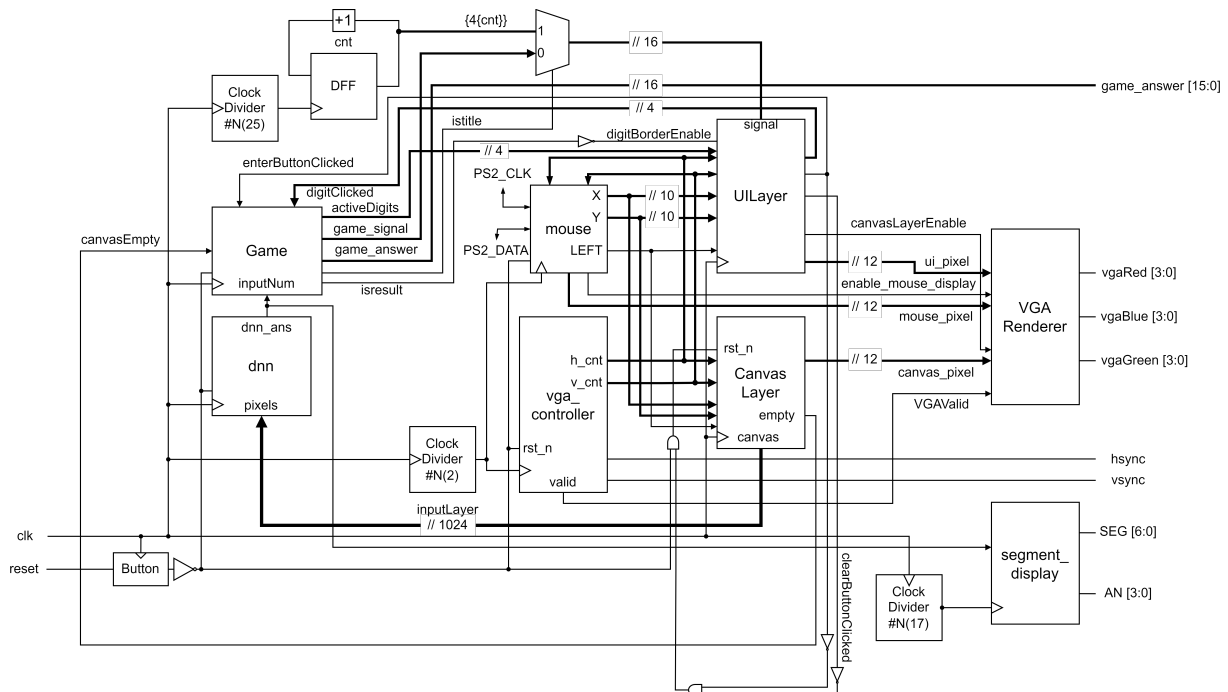 +1
cnt
{4{cnt}}
1
0
// 16
DFF
Clock
Divider
#N(25)
// 16
game_answer [15:0]
// 4
istitle
signal
digitBorderEnable
// 4
enterButtonClicked
PS2_CLK
digitClicked
activeDigits
game_signal
game_answer
canvasEmpty
Game
inputNum
isresult
X
Y
mouse
LEFT
PS2_DATA
// 10
// 10
UILayer
canvasLayerEnable
// 12
ui_pixel
enable_mouse_display
// 12
mouse_pixel
VGA
Renderer
vgaRed [3:0]
vgaBlue [3:0]
vgaGreen [3:0]
dnn_ans
dnn
pixels
h_cnt
v_cnt
vga_
controller
rst_n
valid
rst_n
Canvas
Layer
empty
canvas
// 12
canvas_pixel
VGAValid
Clock
Divider
#N(2)
hsync
vsync
inputLayer
// 1024
clk
reset
Button
clearButtonClicked
segment_
display
SEG [6:0]
AN [3:0]
Clock
Divider
#N(17)